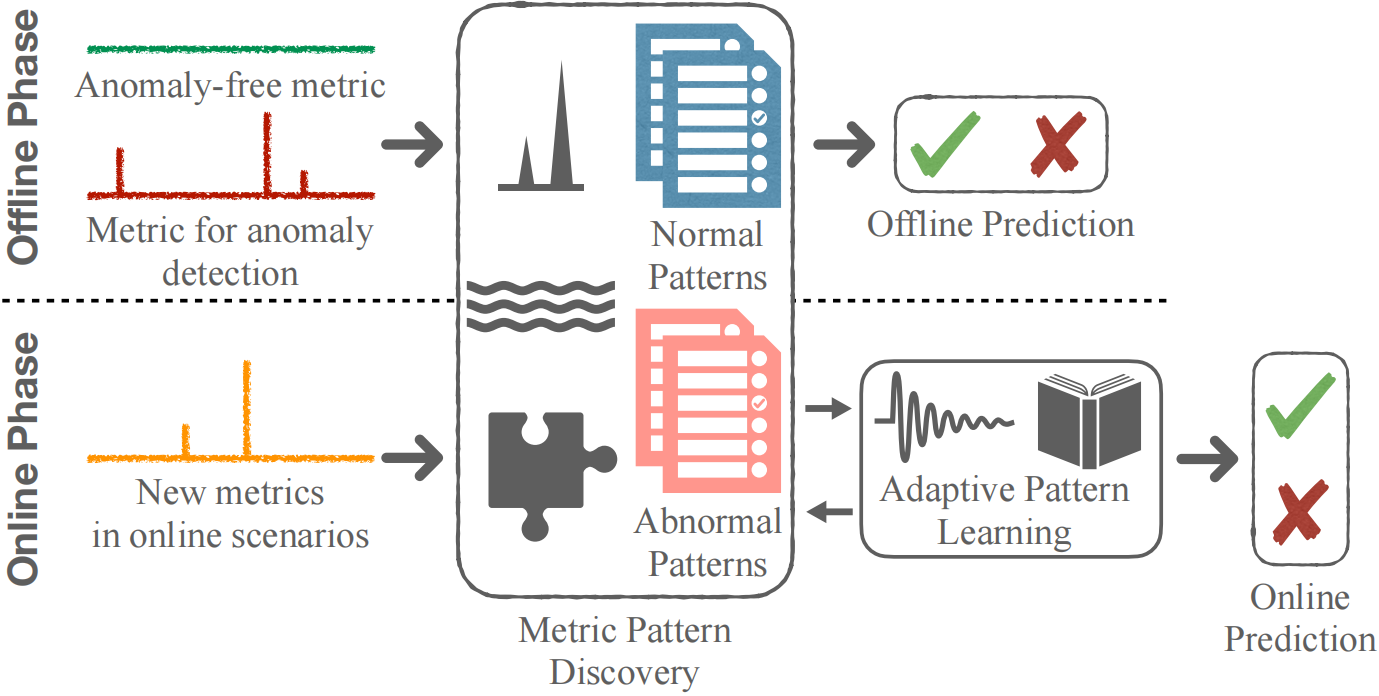 Offline Phase
Anomaly-free metric
Metric for anomaly
detection
Normal
Patterns
Offline Prediction
Online Phase
New metrics
in online scenarios
Abnormal
Patterns
Metric Pattern
Discovery
Adaptive Pattern
Learning
Online
Prediction